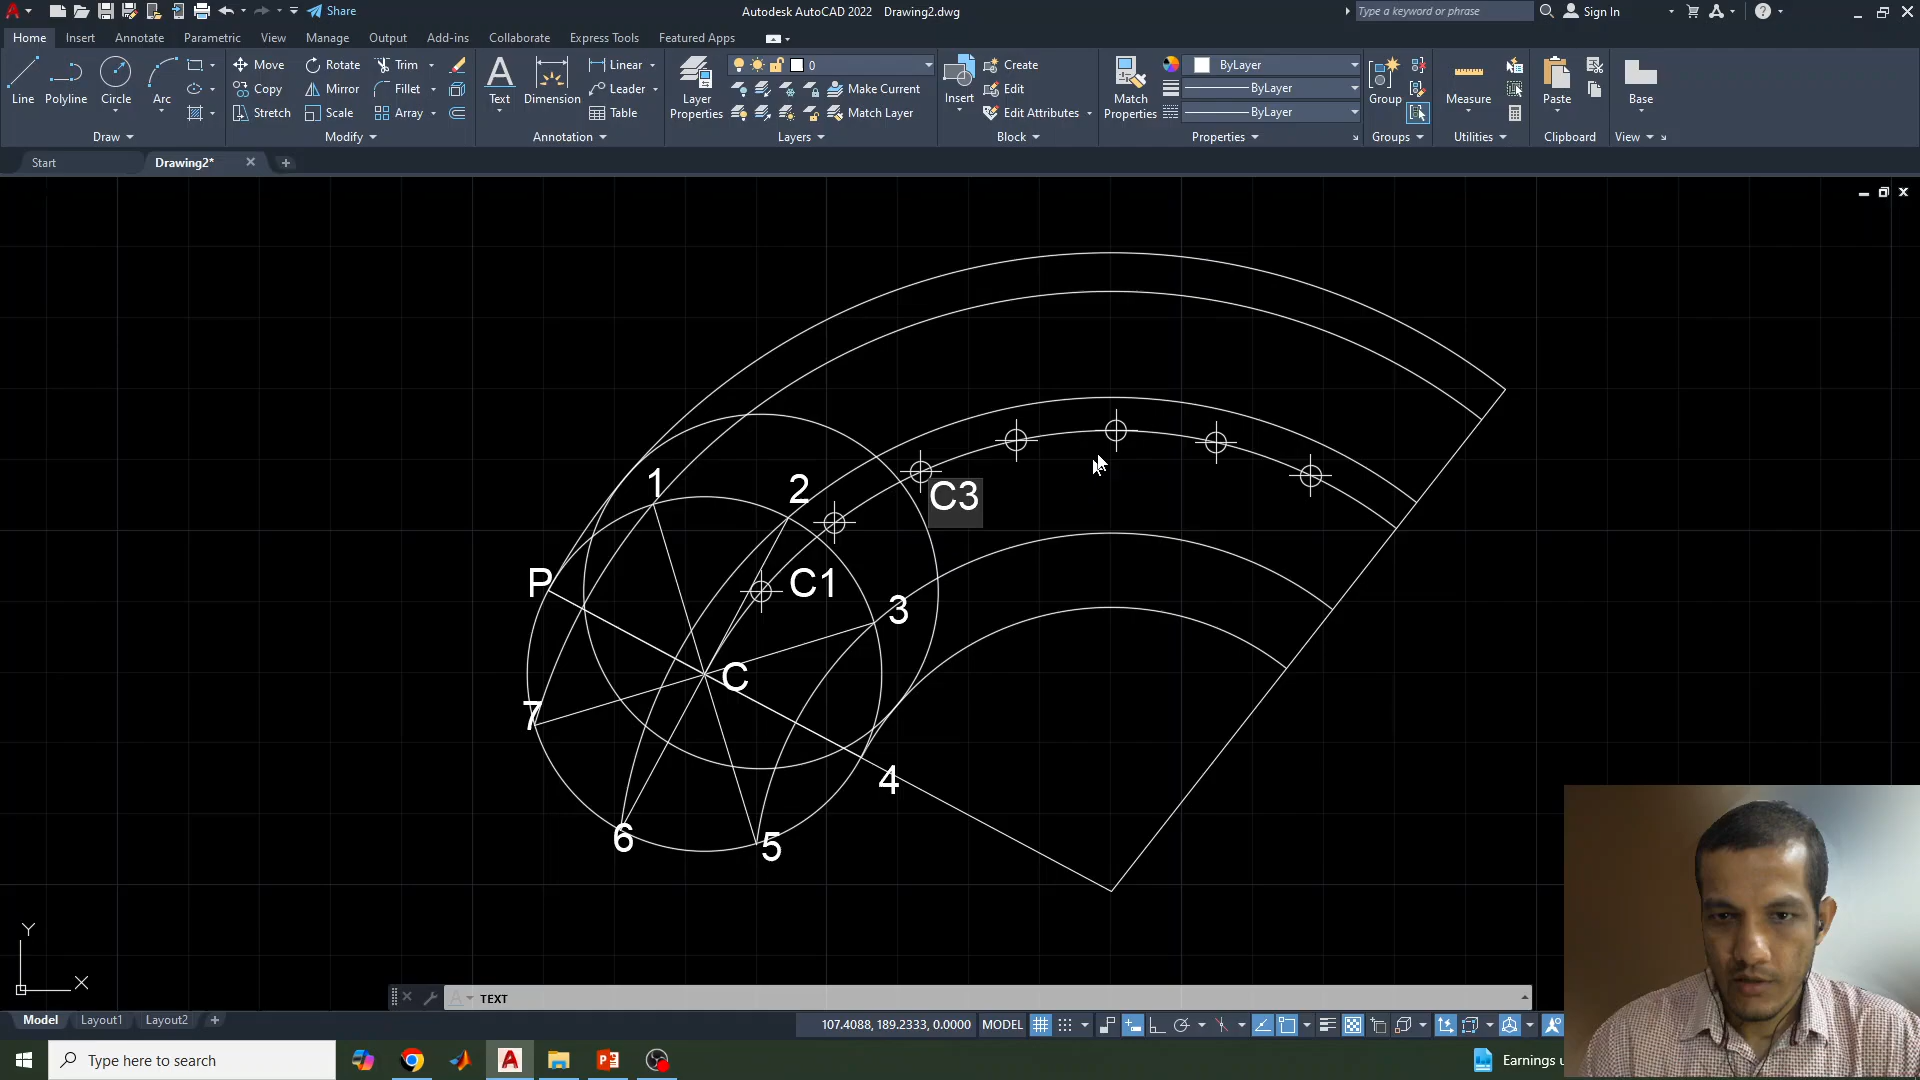 Share
Autodesk AutoCAD 2022 Drawing2.dwg
Type a keyword or phrase
Sign In
Home Insert Annotate Parametric View Manage Output Add-ins Collaborate Express Tools Featured Apps
Line Polyline Circle Arc
Move Rotate Trim
Copy Mirror Fillet
Stretch Scale Array
Text Dimension
Linear
Leader
Table
Layer Properties
0
Make Current
Match Layer
Insert
Create
Edit
Edit Attributes
Match Properties
ByLayer
ByLayer
ByLayer
Group
Measure
Paste
Base
Draw Modify Annotation Layers Block Properties Groups Utilities Clipboard View
Start Drawing2*
1
2
C3
P
C1
3
C
7
4
6
5
Y
X
TEXT
Model Layout1 Layout2
107.4088, 189.2333, 0.0000 MODEL
Type here to search
Earnings